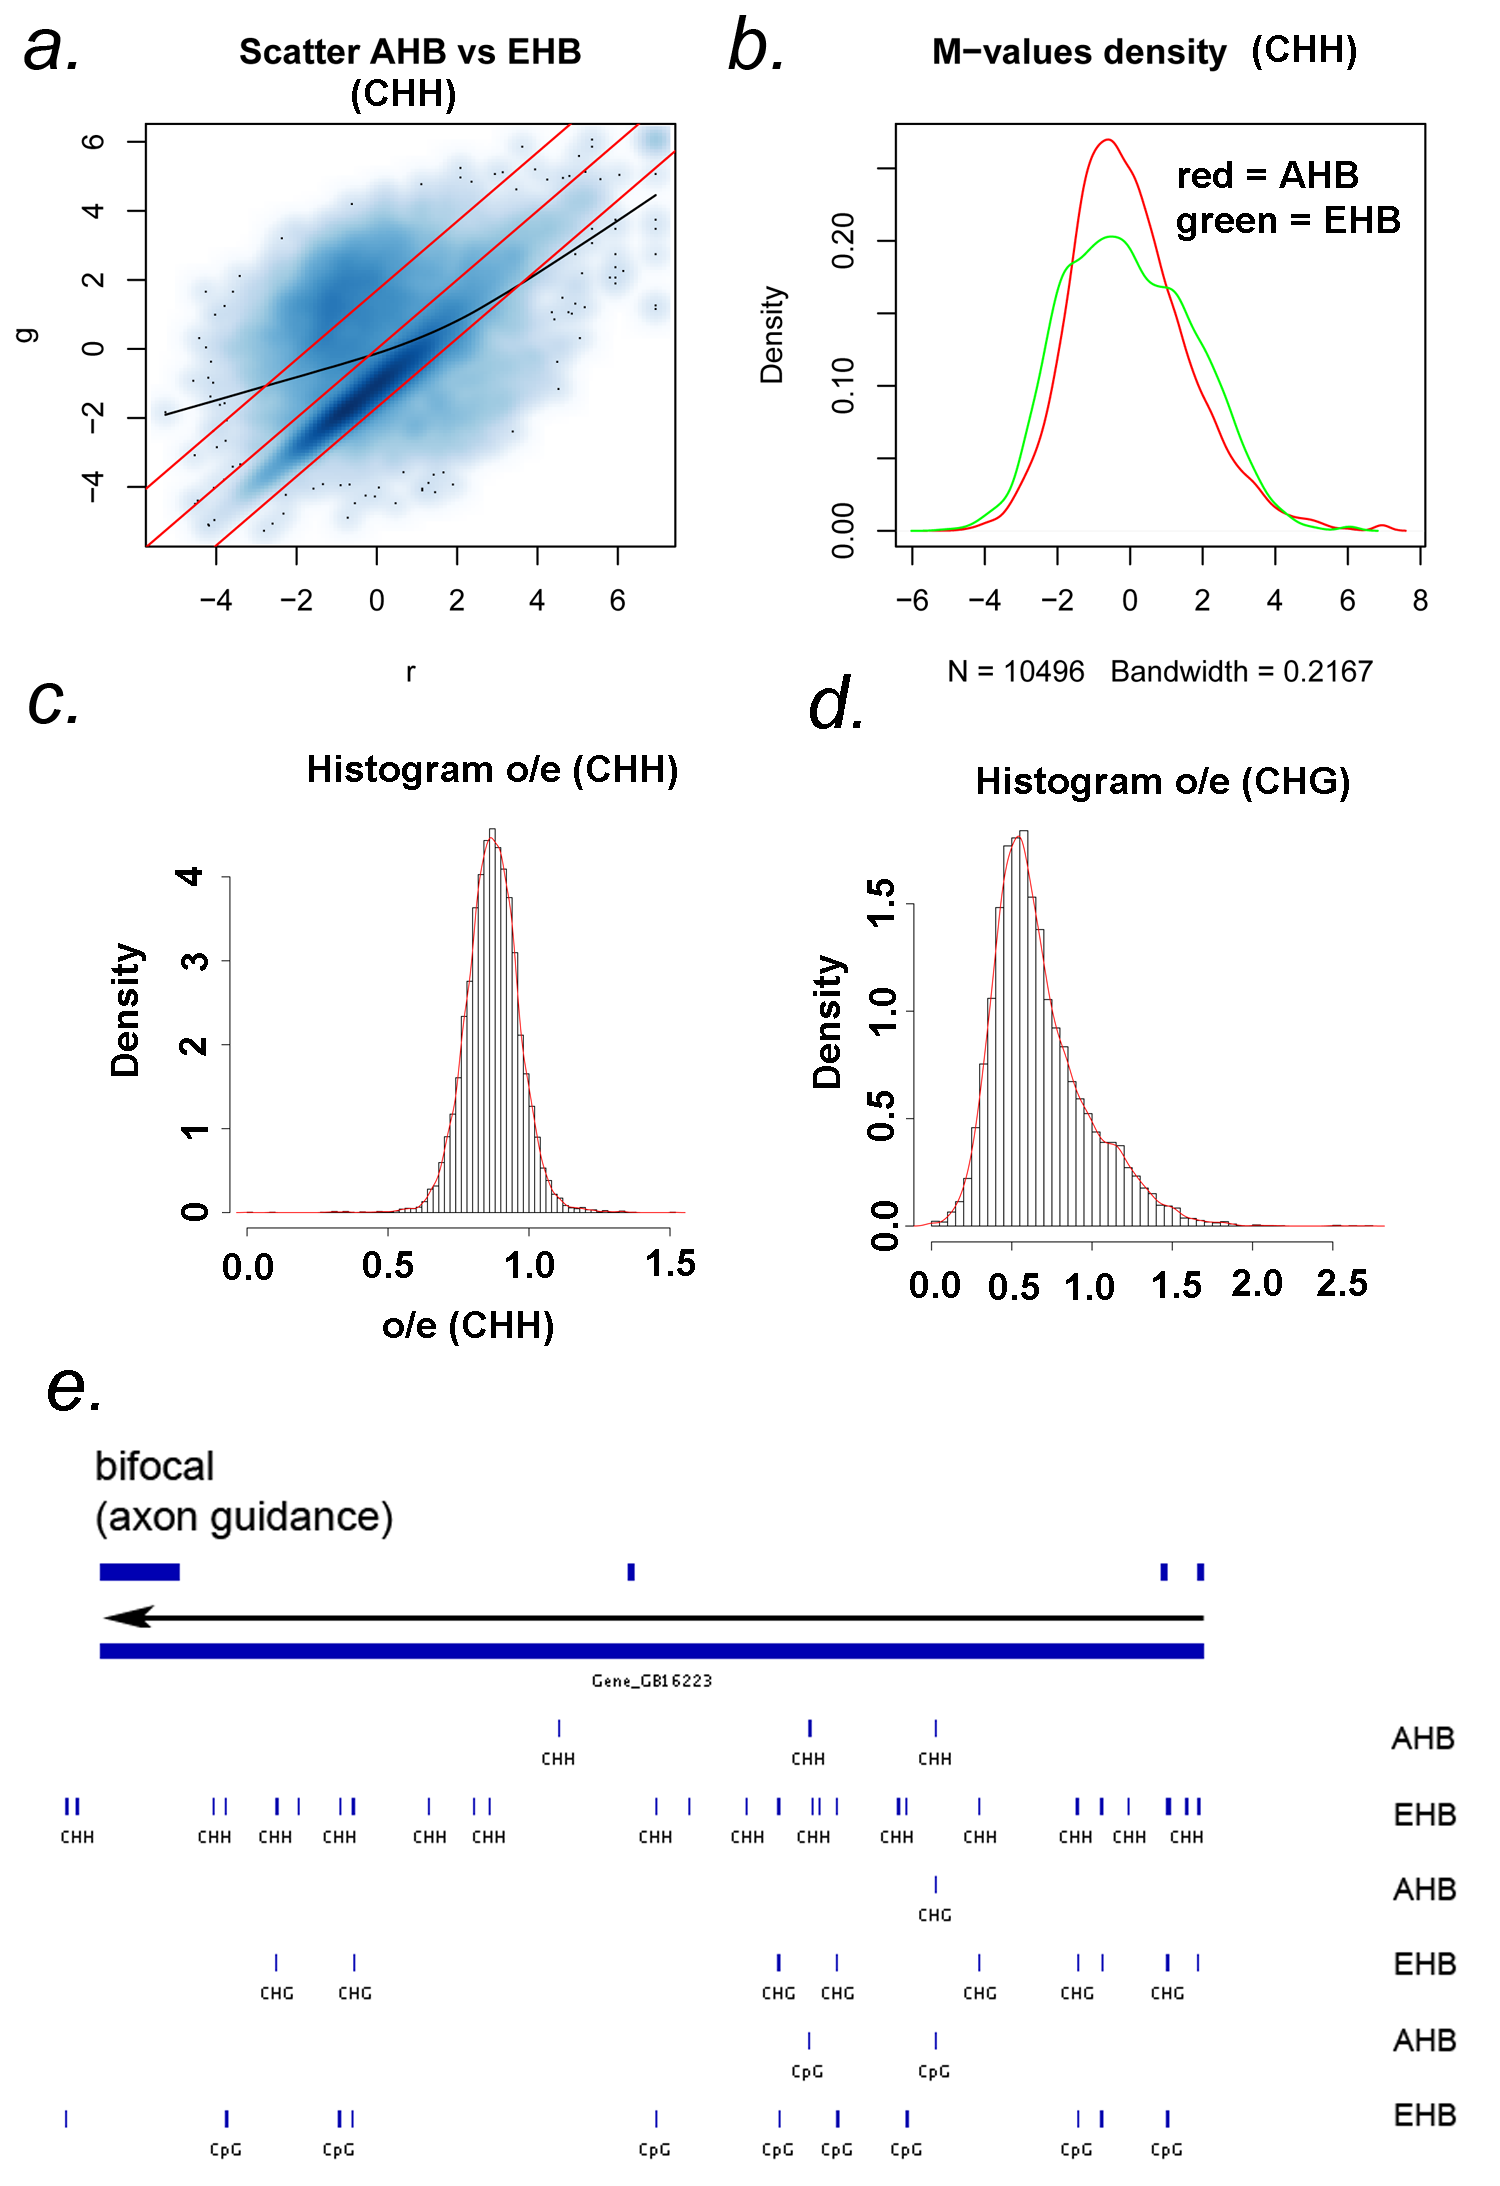 a.
Scatter AHB vs EHB
(CHH)
6
4
2
0
−2
−4
g
−4 −2 0 2 4 6
r
b.
M−values density (CHH)
red = AHB
green = EHB
0.20
0.10
0.00
Density
−6 −4 −2 0 2 4 6 8
N = 10496 Bandwidth = 0.2167
c.
Histogram o/e (CHH)
4
3
2
1
0
Density
0.0 0.5 1.0 1.5
o/e (CHH)
d.
Histogram o/e (CHG)
1.5
1.0
0.5
0.0
Density
0.0 0.5 1.0 1.5 2.0 2.5
e.
bifocal
(axon guidance)
Gene_GB16223
AHB
CHH CHH CHH
EHB
CHH CHH CHH CHH CHH CHH CHH CHH CHH CHH CHH CHH CHH CHH
AHB
CHG
EHB
CHG CHG CHG CHG CHG CHG CHG
AHB
CpG CpG
EHB
CpG CpG CpG CpG CpG CpG CpG CpG